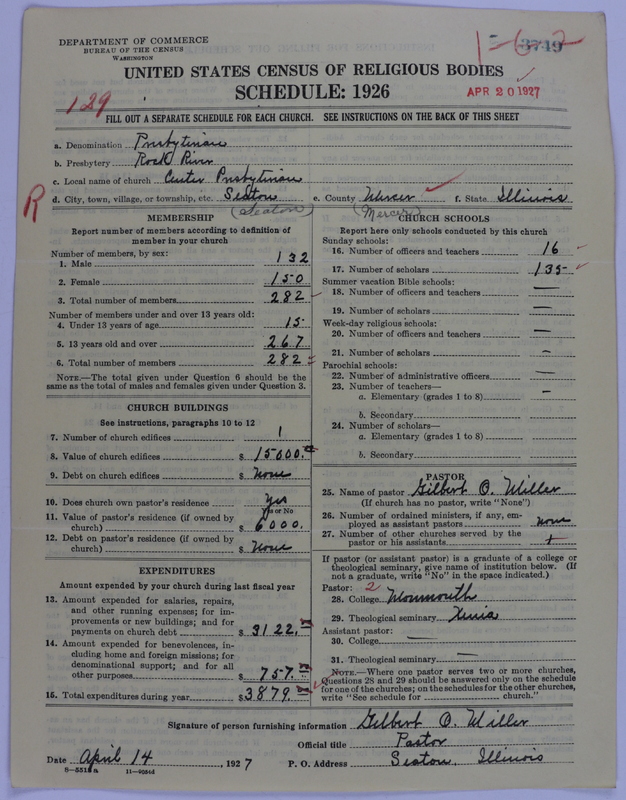 DEPARTMENT OF COMMERCE
BUREAU OF THE CENSUS
WASHINGTON
1-6-2
3749
UNITED STATES CENSUS OF RELIGIOUS BODIES
SCHEDULE: 1926
APR 20 1927
129
FILL OUT A SEPARATE SCHEDULE FOR EACH CHURCH. SEE INSTRUCTIONS ON THE BACK OF THIS SHEET
a. Denomination Presbyterian
b. Presbytery Rock River
c. Local name of church Center Presbyterian
d. City, town, village, or township, etc. Seaton e. County Mercer f. State Illinois
R
(Seaton) (Mercer)
MEMBERSHIP
Report number of members according to definition of
member in your church
Number of members, by sex:
1. Male 132
2. Female 150
3. Total number of members 282
Number of members under and over 13 years old:
4. Under 13 years of age 15
5. 13 years old and over 267
6. Total number of members 282
NOTE.—The total given under Question 6 should be
same as the total of males and females given under Question 3.
CHURCH BUILDINGS
See instructions, paragraphs 10 to 12
7. Number of church edifices 1
8. Value of church edifices $ 15000.
9. Debt on church edifices $ None
10. Does church own pastor's residence Yes
Yes or No
11. Value of pastor's residence (if owned by
church) $ 6000.
12. Debt on pastor's residence (if owned by
church) $ None
EXPENDITURES
Amount expended by your church during last fiscal year
13. Amount expended for salaries, repairs,
and other running expenses; for im-
provements or new buildings; and for
payments on church debt $ 3122.
14. Amount expended for benevolences, in-
cluding home and foreign missions; for
denominational support; and for all
other purposes $ 757.
15. Total expenditures during year $ 3879.
CHURCH SCHOOLS
Report here only schools conducted by this church
Sunday schools:
16. Number of officers and teachers 16
17. Number of scholars 135
Summer vacation Bible schools:
18. Number of officers and teachers —
19. Number of scholars —
Week-day religious schools:
20. Number of officers and teachers —
21. Number of scholars -
Parochial schools:
22. Number of administrative officers —
23. Number of teachers—
a. Elementary (grades 1 to 8) -
b. Secondary
24. Number of scholars—
a. Elementary (grades 1 to 8)
b. Secondary
PASTOR
25. Name of pastor Gilbert O. Miller
(If church has no pastor, write "None")
26. Number of ordained ministers, if any, em-
ployed as assistant pastors none
27. Number of other churches served by the
pastor or his assistants
If pastor (or assistant pastor) is a graduate of a college or
theological seminary, give name of institution below. (If
not a graduate, write "No" in the space indicated.)
Pastor: 2
28. College Monmouth
29. Theological seminary Xenia
Assistant pastor:
30. College —
31. Theological seminary —
NOTE.—Where one pastor serves two or more churches,
Questions 28 and 29 should be answered only on the schedule
for one of the churches; on the schedules for the other churches,
write "See schedule for church."
Signature of person furnishing information Gilbert O. Miller
Official title Pastor
Date April 14, 1927 P. O. Address Seaton, Illinois